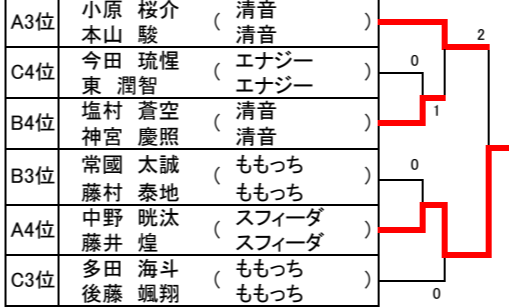 A3位 小原 桜介 ( 清音 )
本山 駿 清音
2
C4位 今田 琉惺 ( エナジー )
東 潤智 エナジー
0
B4位 塩村 蒼空 ( 清音 )
神宮 慶照 清音
1
B3位 常國 太誠 ( ももっち )
藤村 泰地 ももっち
0
A4位 中野 晄汰 ( スフィーダ )
藤井 煌 スフィーダ
C3位 多田 海斗 ( ももっち )
後藤 颯翔 ももっち
0